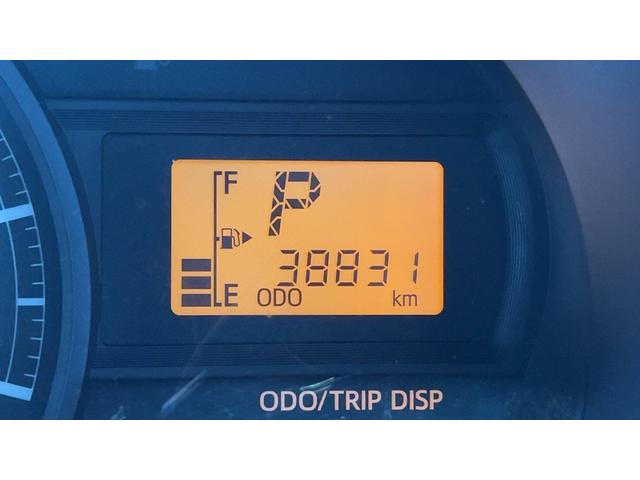 F
P
38831
E ODO km
ODO/TRIP DISP